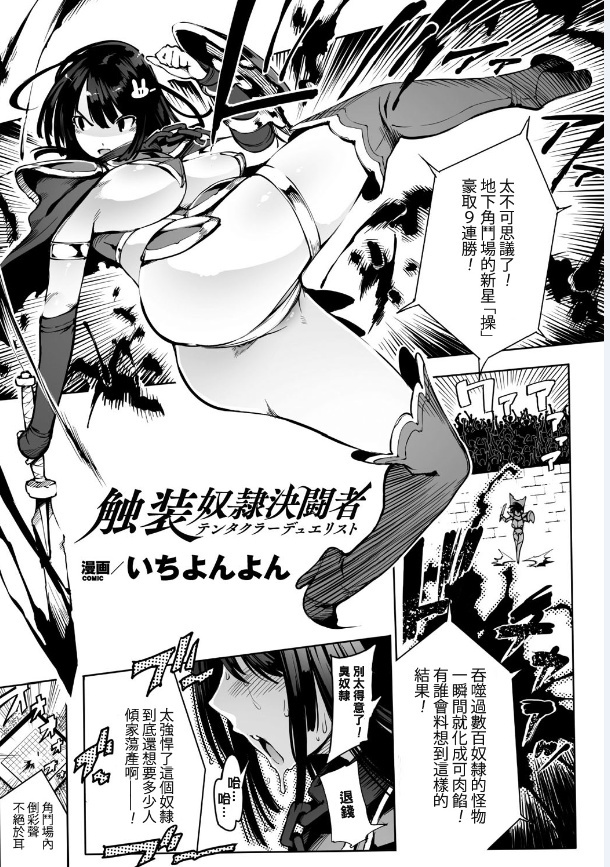 太不可思議了！
地下角鬥場的新星「操」
豪取9連勝！
ワァァアァ
触装奴隷決闘者
テンタクラーデュエリスト
漫画／いちよんよん
COMIC
吞噬過數百奴隸的怪物
一瞬間就化成可肉餡！
有誰會料想到這樣的
結果！
別太得意了！
臭奴隸
退錢
哈…
哈…
太強悍了這個奴隸
到底還想要多少人
傾家蕩產啊——！
角鬥場內
倒彩聲
不絕於耳